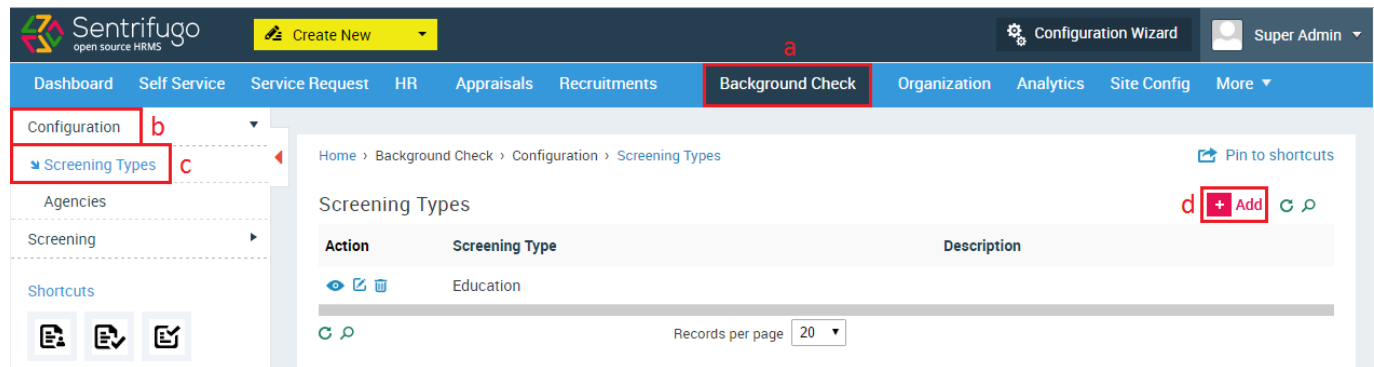 Sentrifugo
open source HRMS
Create New
Configuration Wizard
Super Admin
a
Dashboard Self Service Service Request HR Appraisals Recruitments Background Check Organization Analytics Site Config More
Configuration b
Screening Types c
Home › Background Check › Configuration › Screening Types
Pin to shortcuts
Agencies
Screening Types
d + Add
Screening
Action Screening Type Description
Education
Shortcuts
Records per page 20